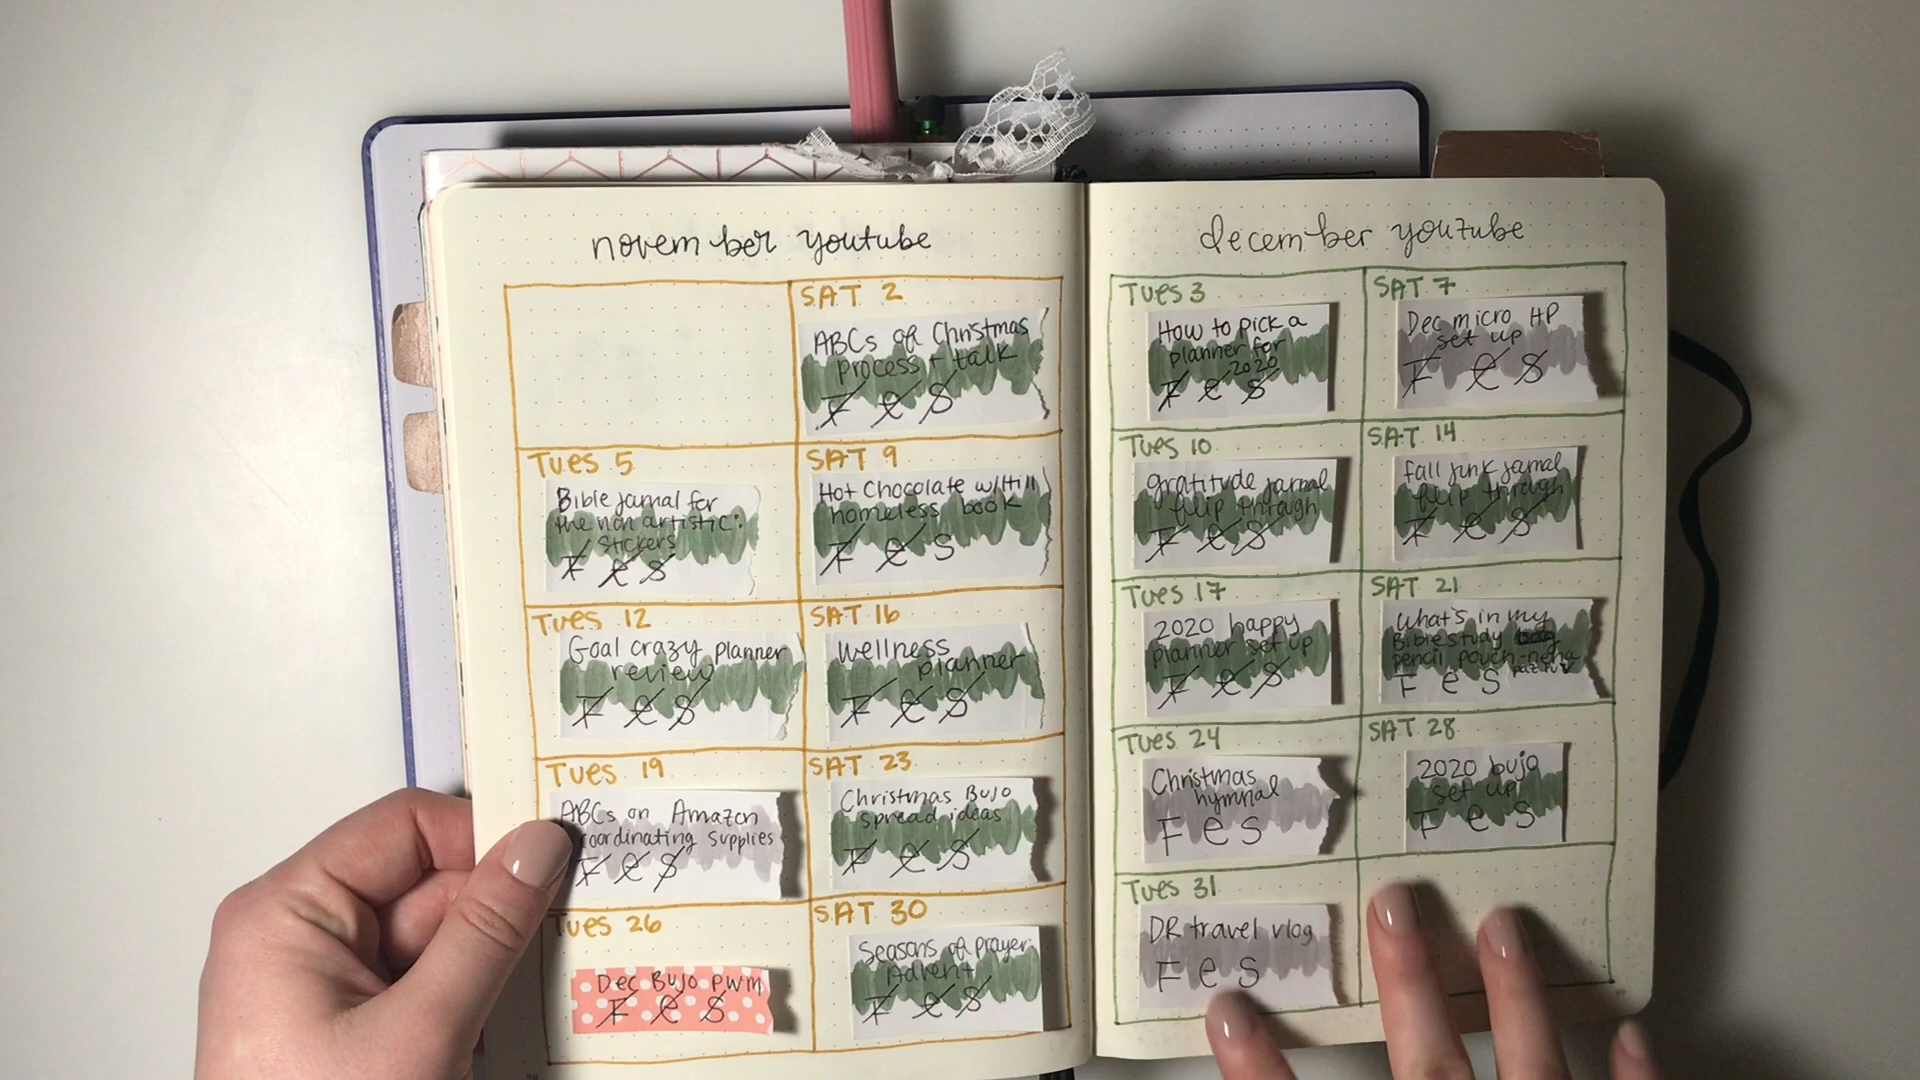 november youtube
SAT 2
ABCs of Christmas
process + talk
F e S
Tues 5
Bible jarnal for
the non artistic:
stickers
F e S
SAT 9
Hot Chocolate w/Hill
homeless book
F e S
Tues 12
Goal crazy planner
review
F e S
SAT 16
wellness
planner
F e S
Tues 19
ABCs on Amazon
coordinating supplies
F e S
SAT 23
Christmas Bujo
spread ideas
F e S
Tues 26
Dec Bujo pwm
F e S
SAT 30
Seasons of prayer
Advent
F e S
december youtube
Tues 3
How to pick a
planner for
2020
F e S
SAT 7
Dec micro HP
set up
F e S
Tues 10
gratitude jarnal
flip through
F e S
SAT 14
fall junk jarnal
flip through
F e S
Tues 17
2020 happy
planner set up
F e S
SAT 21
What's in my
Bible study
pencil pouch
F e S
Tues 24
Christmas
hymnal
F e S
SAT 28
2020 bujo
set up
F e S
Tues 31
DR travel vlog
F e S